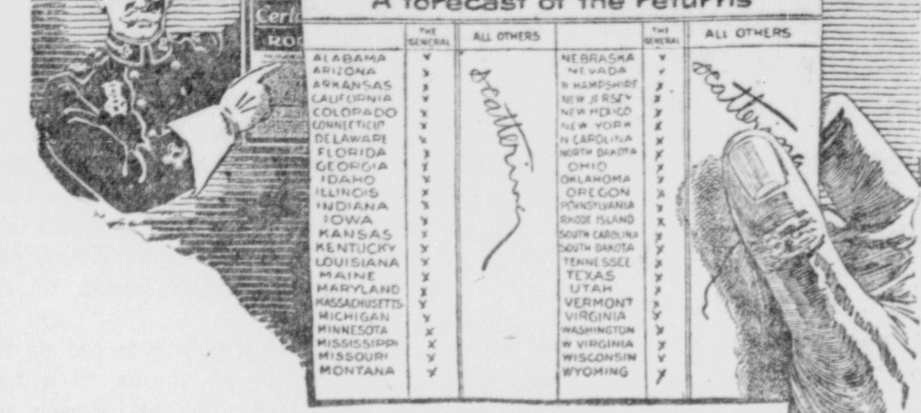 A forecast of the returns
THE GENERAL ALL OTHERS THE GENERAL ALL OTHERS
ALABAMA x NEBRASKA x
ARIZONA x NEVADA x
ARKANSAS x N HAMPSHIRE x
CALIFORNIA x NEW JERSEY x
COLORADO x NEW MEXICO x
CONNECTICUT x NEW YORK x
DELAWARE x N CAROLINA x
FLORIDA x NORTH DAKOTA x
GEORGIA x OHIO x
IDAHO x OKLAHOMA x
ILLINOIS x OREGON x
INDIANA x PENNSYLVANIA x
IOWA x RHODE ISLAND x
KANSAS x SOUTH CAROLINA x
KENTUCKY x SOUTH DAKOTA x
LOUISIANA x TENNESSEE x
MAINE x TEXAS x
MARYLAND x UTAH x
MASSACHUSETTS x VERMONT x
MICHIGAN x VIRGINIA x
MINNESOTA x WASHINGTON x
MISSISSIPPI x W VIRGINIA x
MISSOURI x WISCONSIN x
MONTANA x WYOMING x
scattering
scattering